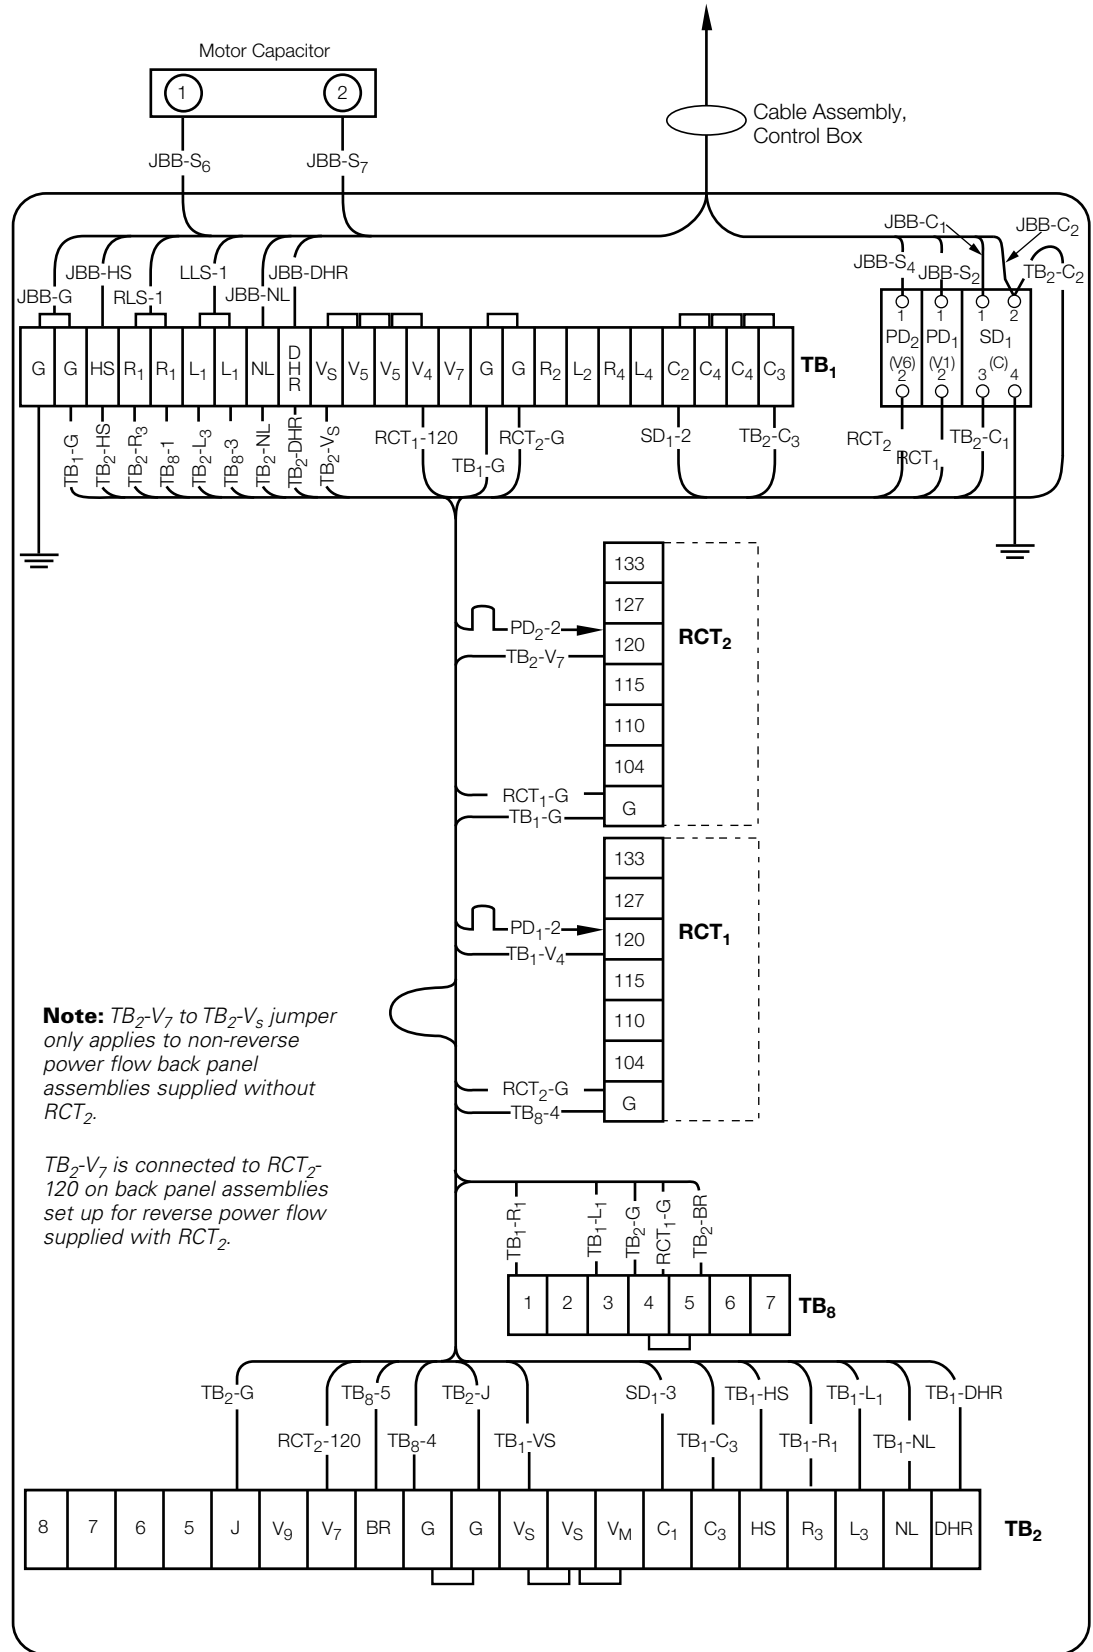 Motor Capacitor
1 2
Cable Assembly,
Control Box
JBB-S6 JBB-S7
JBB-C1 JBB-C2
JBB-HS LLS-1 JBB-DHR JBB-S4 JBB-S2 TB2-C2
JBB-G RLS-1 JBB-NL
1 1 1 2
G G HS R1 R1 L1 L1 NL DHR VS V5 V5 V4 V7 G G R2 L2 R4 L4 C2 C4 C4 C3 TB1
PD2 PD1 SD1
(V6) (V1) (C)
2 2 3 4
TB1-G TB2-HS TB2-R3 TB8-1 TB2-L3 TB8-3 TB2-NL TB2-DHR TB2-VS RCT1-120 TB1-G RCT2-G SD1-2 TB2-C3 RCT2 RCT1 TB2-C1
133
127
PD2-2 120 RCT2
TB2-V7
115
110
104
RCT1-G G
TB1-G
133
127
PD1-2 120 RCT1
TB1-V4
115
110
104
RCT2-G G
TB8-4
Note: TB2-V7 to TB2-Vs jumper
only applies to non-reverse
power flow back panel
assemblies supplied without
RCT2.
TB2-V7 is connected to RCT2-
120 on back panel assemblies
set up for reverse power flow
supplied with RCT2.
TB1-R1 TB1-L1 TB2-G RCT1-G TB2-BR
1 2 3 4 5 6 7 TB8
TB2-G TB8-5 TB2-J SD1-3 TB1-HS TB1-L1 TB1-DHR
RCT2-120 TB8-4 TB1-VS TB1-C3 TB1-R1 TB1-NL
8 7 6 5 J V9 V7 BR G G VS VS VM C1 C3 HS R3 L3 NL DHR TB2